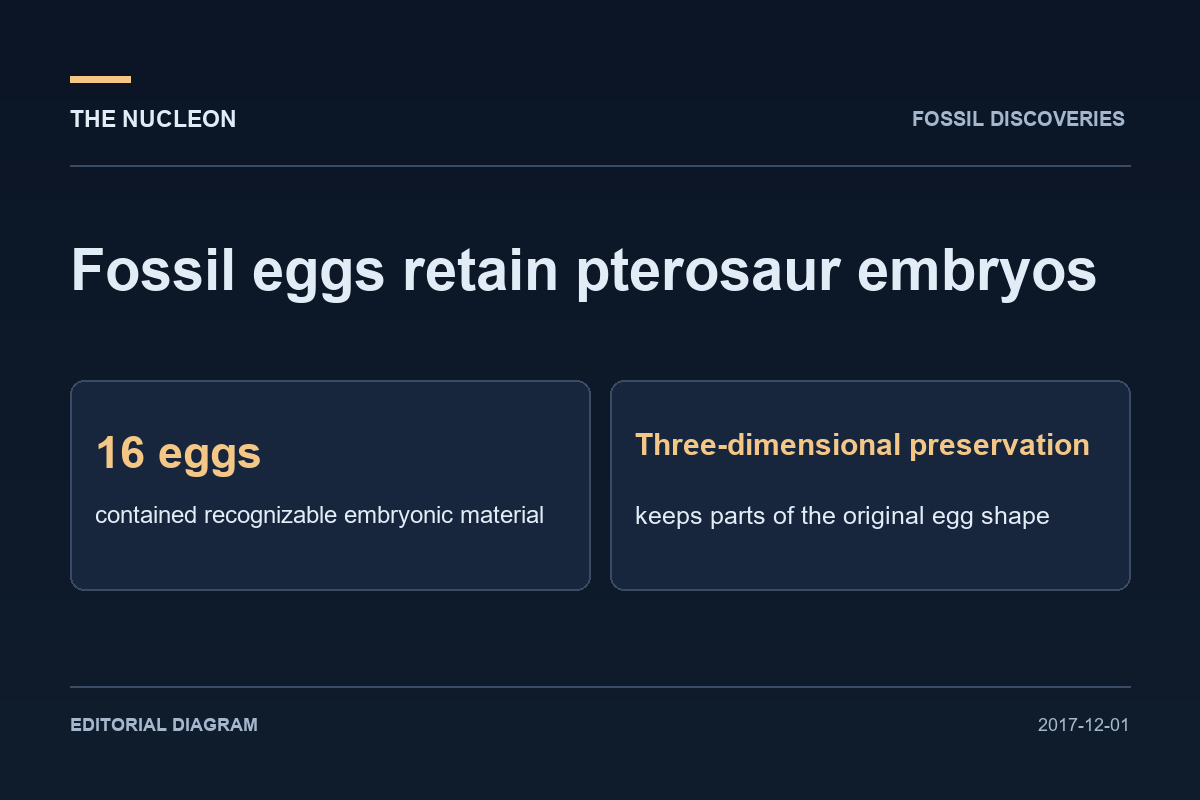 THE NUCLEON
FOSSIL DISCOVERIES
Fossil eggs retain pterosaur embryos
16 eggs
contained recognizable embryonic material
Three-dimensional preservation
keeps parts of the original egg shape
EDITORIAL DIAGRAM
2017-12-01